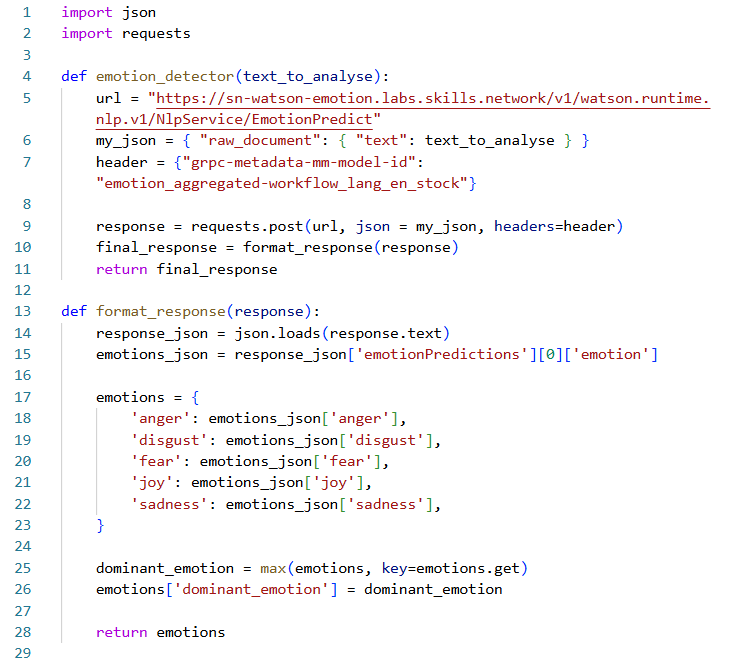 1 import json
2 import requests
3
4 def emotion_detector(text_to_analyse):
5     url = "https://sn-watson-emotion.labs.skills.network/v1/watson.runtime.
    nlp.v1/NlpService/EmotionPredict"
6     my_json = { "raw_document": { "text": text_to_analyse } }
7     header = {"grpc-metadata-mm-model-id":
    "emotion_aggregated-workflow_lang_en_stock"}
8
9     response = requests.post(url, json = my_json, headers=header)
10     final_response = format_response(response)
11     return final_response
12
13 def format_response(response):
14     response_json = json.loads(response.text)
15     emotions_json = response_json['emotionPredictions'][0]['emotion']
16
17     emotions = {
18         'anger': emotions_json['anger'],
19         'disgust': emotions_json['disgust'],
20         'fear': emotions_json['fear'],
21         'joy': emotions_json['joy'],
22         'sadness': emotions_json['sadness'],
23     }
24
25     dominant_emotion = max(emotions, key=emotions.get)
26     emotions['dominant_emotion'] = dominant_emotion
27
28     return emotions
29